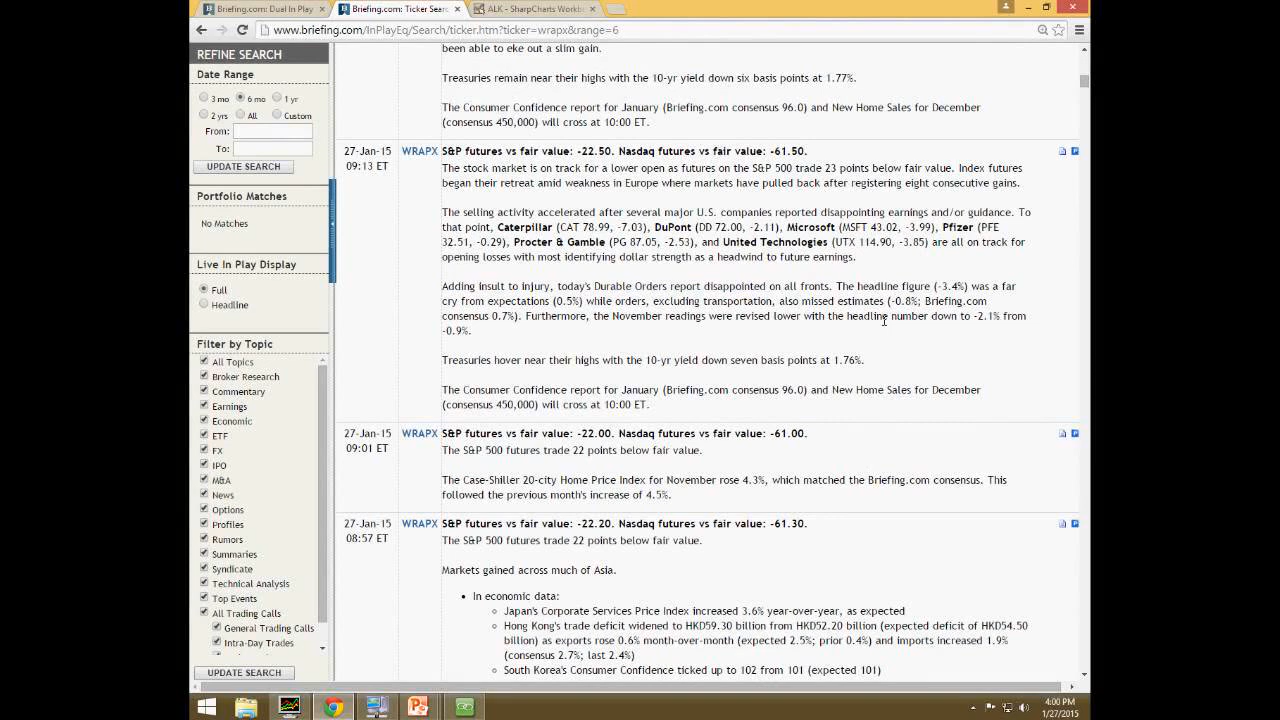 Briefing.com: Dual In Play
Briefing.com: Ticker Searc
ALK - SharpCharts Workbe
www.briefing.com/InPlayEq/Search/ticker.htm?ticker=wrapx&range=6
REFINE SEARCH
Date Range
3 mo 6 mo 1 yr
2 yrs All Custom
From:
To:
UPDATE SEARCH
Portfolio Matches
No Matches
Live In Play Display
Full
Headline
Filter by Topic
All Topics
Broker Research
Commentary
Earnings
Economic
ETF
FX
IPO
M&A
News
Options
Profiles
Rumors
Summaries
Syndicate
Technical Analysis
Top Events
All Trading Calls
General Trading Calls
Intra-Day Trades
UPDATE SEARCH
been able to eke out a slim gain.
Treasuries remain near their highs with the 10-yr yield down six basis points at 1.77%.
The Consumer Confidence report for January (Briefing.com consensus 96.0) and New Home Sales for December
(consensus 450,000) will cross at 10:00 ET.
27-Jan-15
09:13 ET
WRAPX
S&P futures vs fair value: -22.50. Nasdaq futures vs fair value: -61.50.
The stock market is on track for a lower open as futures on the S&P 500 trade 23 points below fair value. Index futures
began their retreat amid weakness in Europe where markets have pulled back after registering eight consecutive gains.
The selling activity accelerated after several major U.S. companies reported disappointing earnings and/or guidance. To
that point, Caterpillar (CAT 78.99, -7.03), DuPont (DD 72.00, -2.11), Microsoft (MSFT 43.02, -3.99), Pfizer (PFE
32.51, -0.29), Procter & Gamble (PG 87.05, -2.53), and United Technologies (UTX 114.90, -3.85) are all on track for
opening losses with most identifying dollar strength as a headwind to future earnings.
Adding insult to injury, today's Durable Orders report disappointed on all fronts. The headline figure (-3.4%) was a far
cry from expectations (0.5%) while orders, excluding transportation, also missed estimates (-0.8%; Briefing.com
consensus 0.7%). Furthermore, the November readings were revised lower with the headline number down to -2.1% from
-0.9%.
Treasuries hover near their highs with the 10-yr yield down seven basis points at 1.76%.
The Consumer Confidence report for January (Briefing.com consensus 96.0) and New Home Sales for December
(consensus 450,000) will cross at 10:00 ET.
27-Jan-15
09:01 ET
WRAPX
S&P futures vs fair value: -22.00. Nasdaq futures vs fair value: -61.00.
The S&P 500 futures trade 22 points below fair value.
The Case-Shiller 20-city Home Price Index for November rose 4.3%, which matched the Briefing.com consensus. This
followed the previous month's increase of 4.5%.
27-Jan-15
08:57 ET
WRAPX
S&P futures vs fair value: -22.20. Nasdaq futures vs fair value: -61.30.
The S&P 500 futures trade 22 points below fair value.
Markets gained across much of Asia.
In economic data:
Japan's Corporate Services Price Index increased 3.6% year-over-year, as expected
Hong Kong's trade deficit widened to HKD59.30 billion from HKD52.20 billion (expected deficit of HKD54.50
billion) as exports rose 0.6% month-over-month (expected 2.5%; prior 0.4%) and imports increased 1.9%
(consensus 2.7%; last 2.4%)
South Korea's Consumer Confidence ticked up to 102 from 101 (expected 101)
4:00 PM
1/27/2015